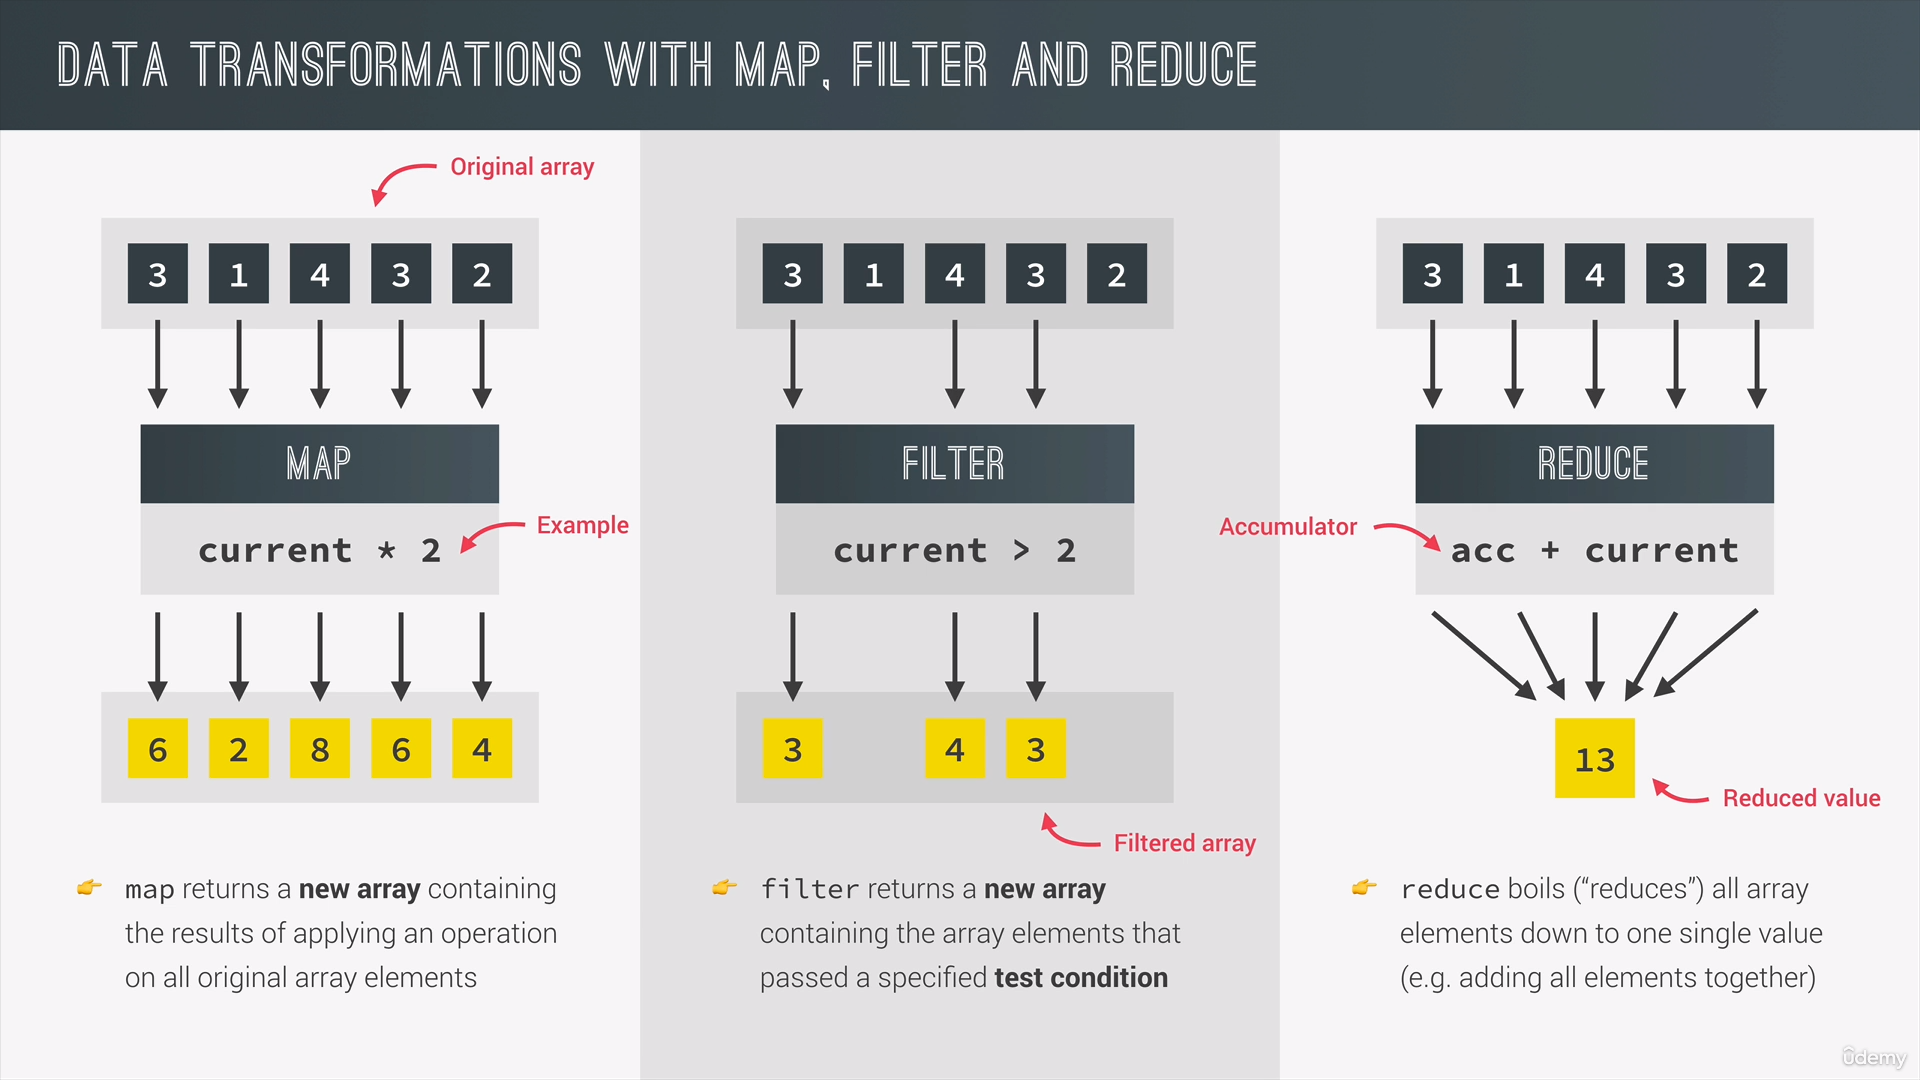 DATA TRANSFORMATIONS WITH MAP, FILTER AND REDUCE
Original array
3 1 4 3 2
MAP
current * 2
Example
6 2 8 6 4
map returns a new array containing
the results of applying an operation
on all original array elements
3 1 4 3 2
FILTER
current > 2
3 4 3
Filtered array
filter returns a new array
containing the array elements that
passed a specified test condition
3 1 4 3 2
REDUCE
Accumulator
acc + current
13
Reduced value
reduce boils (“reduces”) all array
elements down to one single value
(e.g. adding all elements together)
ûdemy